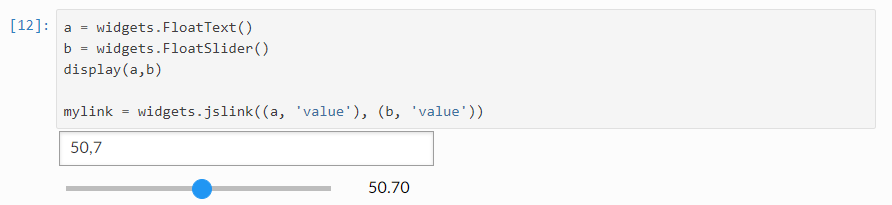 [12]: a = widgets.FloatText()
b = widgets.FloatSlider()
display(a,b)
mylink = widgets.jslink((a, 'value'), (b, 'value'))
50,7
50.70